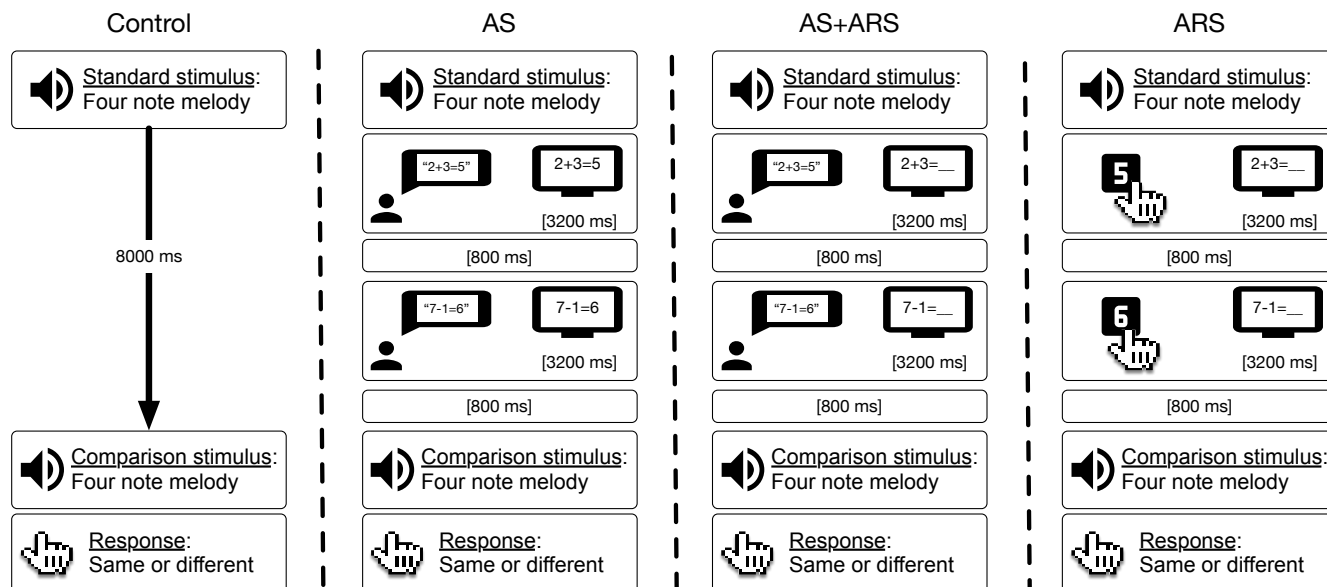 Control
Standard stimulus:
Four note melody
8000 ms
Comparison stimulus:
Four note melody
Response:
Same or different
AS
Standard stimulus:
Four note melody
“2+3=5”
2+3=5
[3200 ms]
[800 ms]
“7-1=6”
7-1=6
[3200 ms]
[800 ms]
Comparison stimulus:
Four note melody
Response:
Same or different
AS+ARS
Standard stimulus:
Four note melody
“2+3=5”
2+3=__
[3200 ms]
[800 ms]
“7-1=6”
7-1=__
[3200 ms]
[800 ms]
Comparison stimulus:
Four note melody
Response:
Same or different
ARS
Standard stimulus:
Four note melody
5
2+3=__
[3200 ms]
[800 ms]
6
7-1=__
[3200 ms]
[800 ms]
Comparison stimulus:
Four note melody
Response:
Same or different